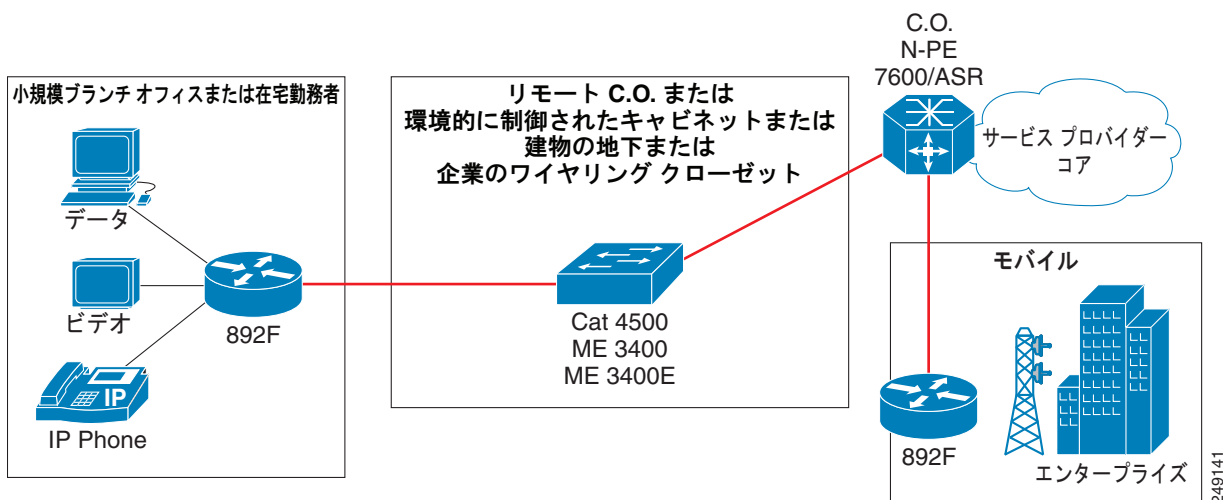 小規模ブランチ オフィスまたは在宅勤務者
データ
ビデオ
IP
IP Phone
892F
リモート C.O. または
環境的に制御されたキャビネットまたは
建物の地下または
企業のワイヤリング クローゼット
Cat 4500
ME 3400
ME 3400E
C.O.
N-PE
7600/ASR
サービス プロバイダー
コア
モバイル
892F
エンタープライズ
249141